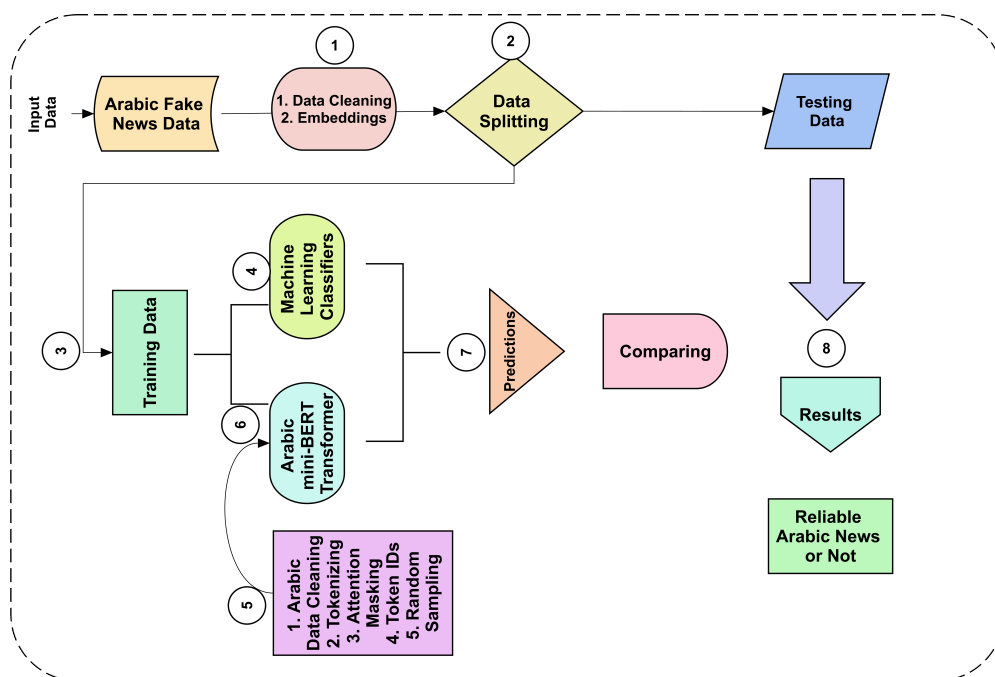 1
2
Input
Data
Arabic Fake
News Data
1. Data Cleaning
2. Embeddings
Data
Splitting
Testing
Data
3
Training Data
4
Machine
Learning
Classifiers
6
Arabic
mini-BERT
Transformer
5
1. Arabic
Data Cleaning
2. Tokenizing
3. Attention
Masking
4. Token IDs
5. Random
Sampling
7
Predictions
Comparing
8
Results
Reliable
Arabic News
or Not